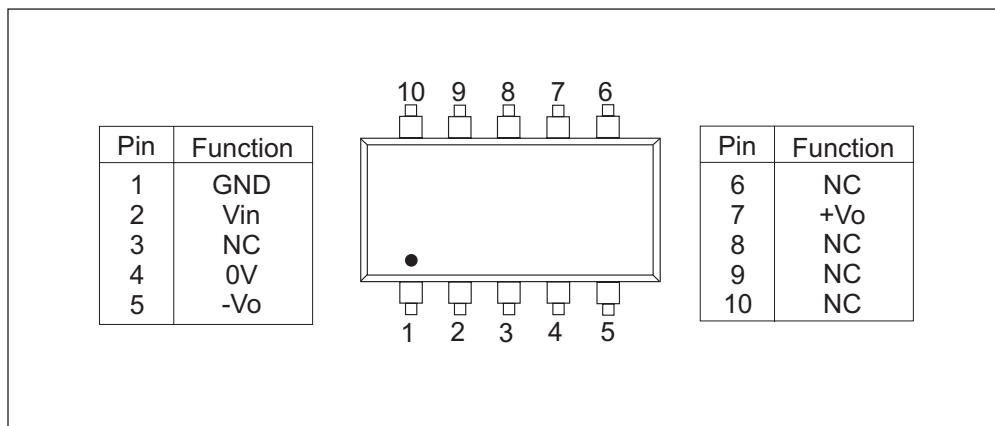 10 9 8 7 6
Pin Function
1 GND
2 Vin
3 NC
4 0V
5 -Vo
Pin Function
6 NC
7 +Vo
8 NC
9 NC
10 NC
1 2 3 4 5